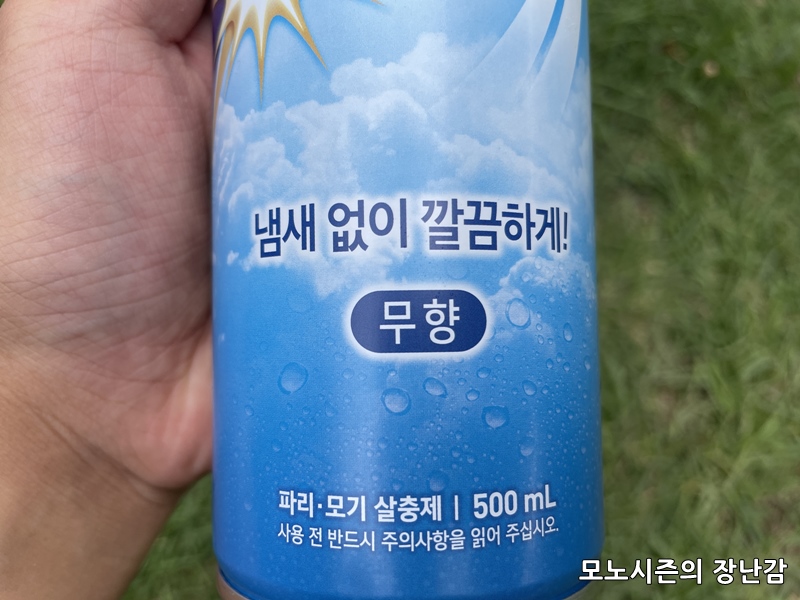 냄새 없이 깔끔하게!
무향
파리·모기 살충제 | 500 mL
사용 전 반드시 주의사항을 읽어 주십시오.
모노시즌의 장난감